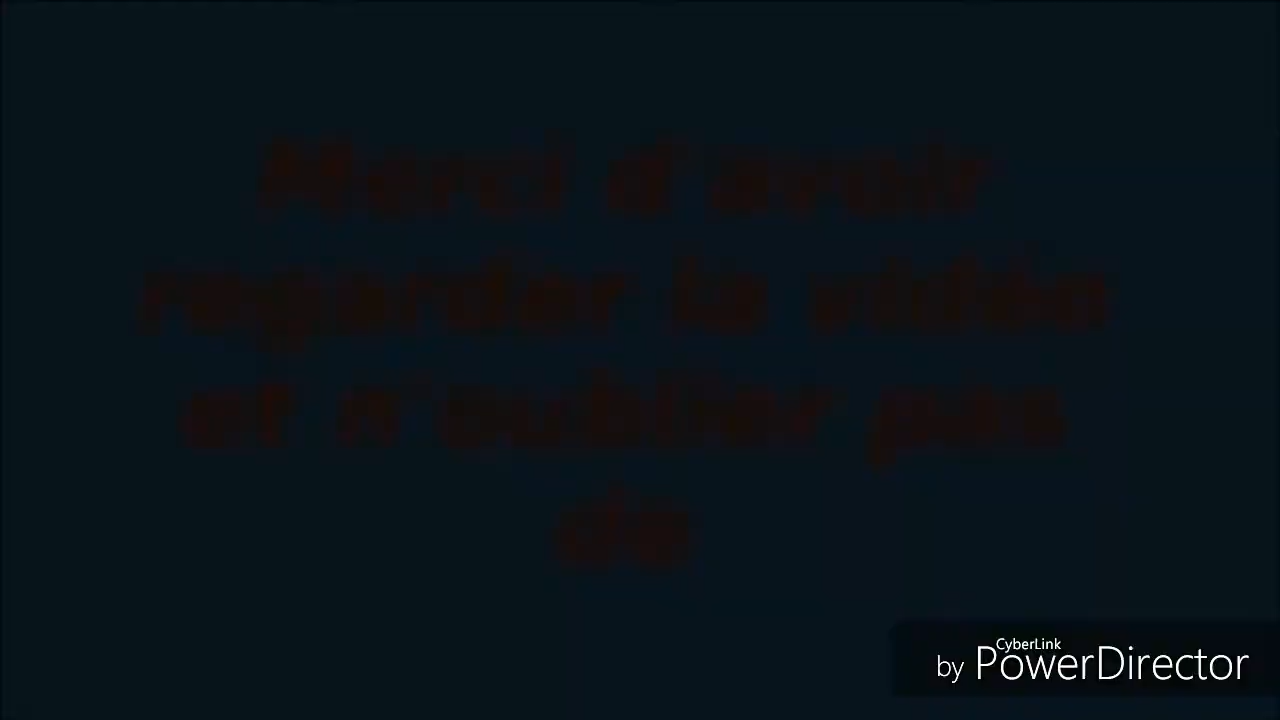 Merci d'avoir
regarder la vidéo
et n'oublier pas
de
CyberLink
by PowerDirector